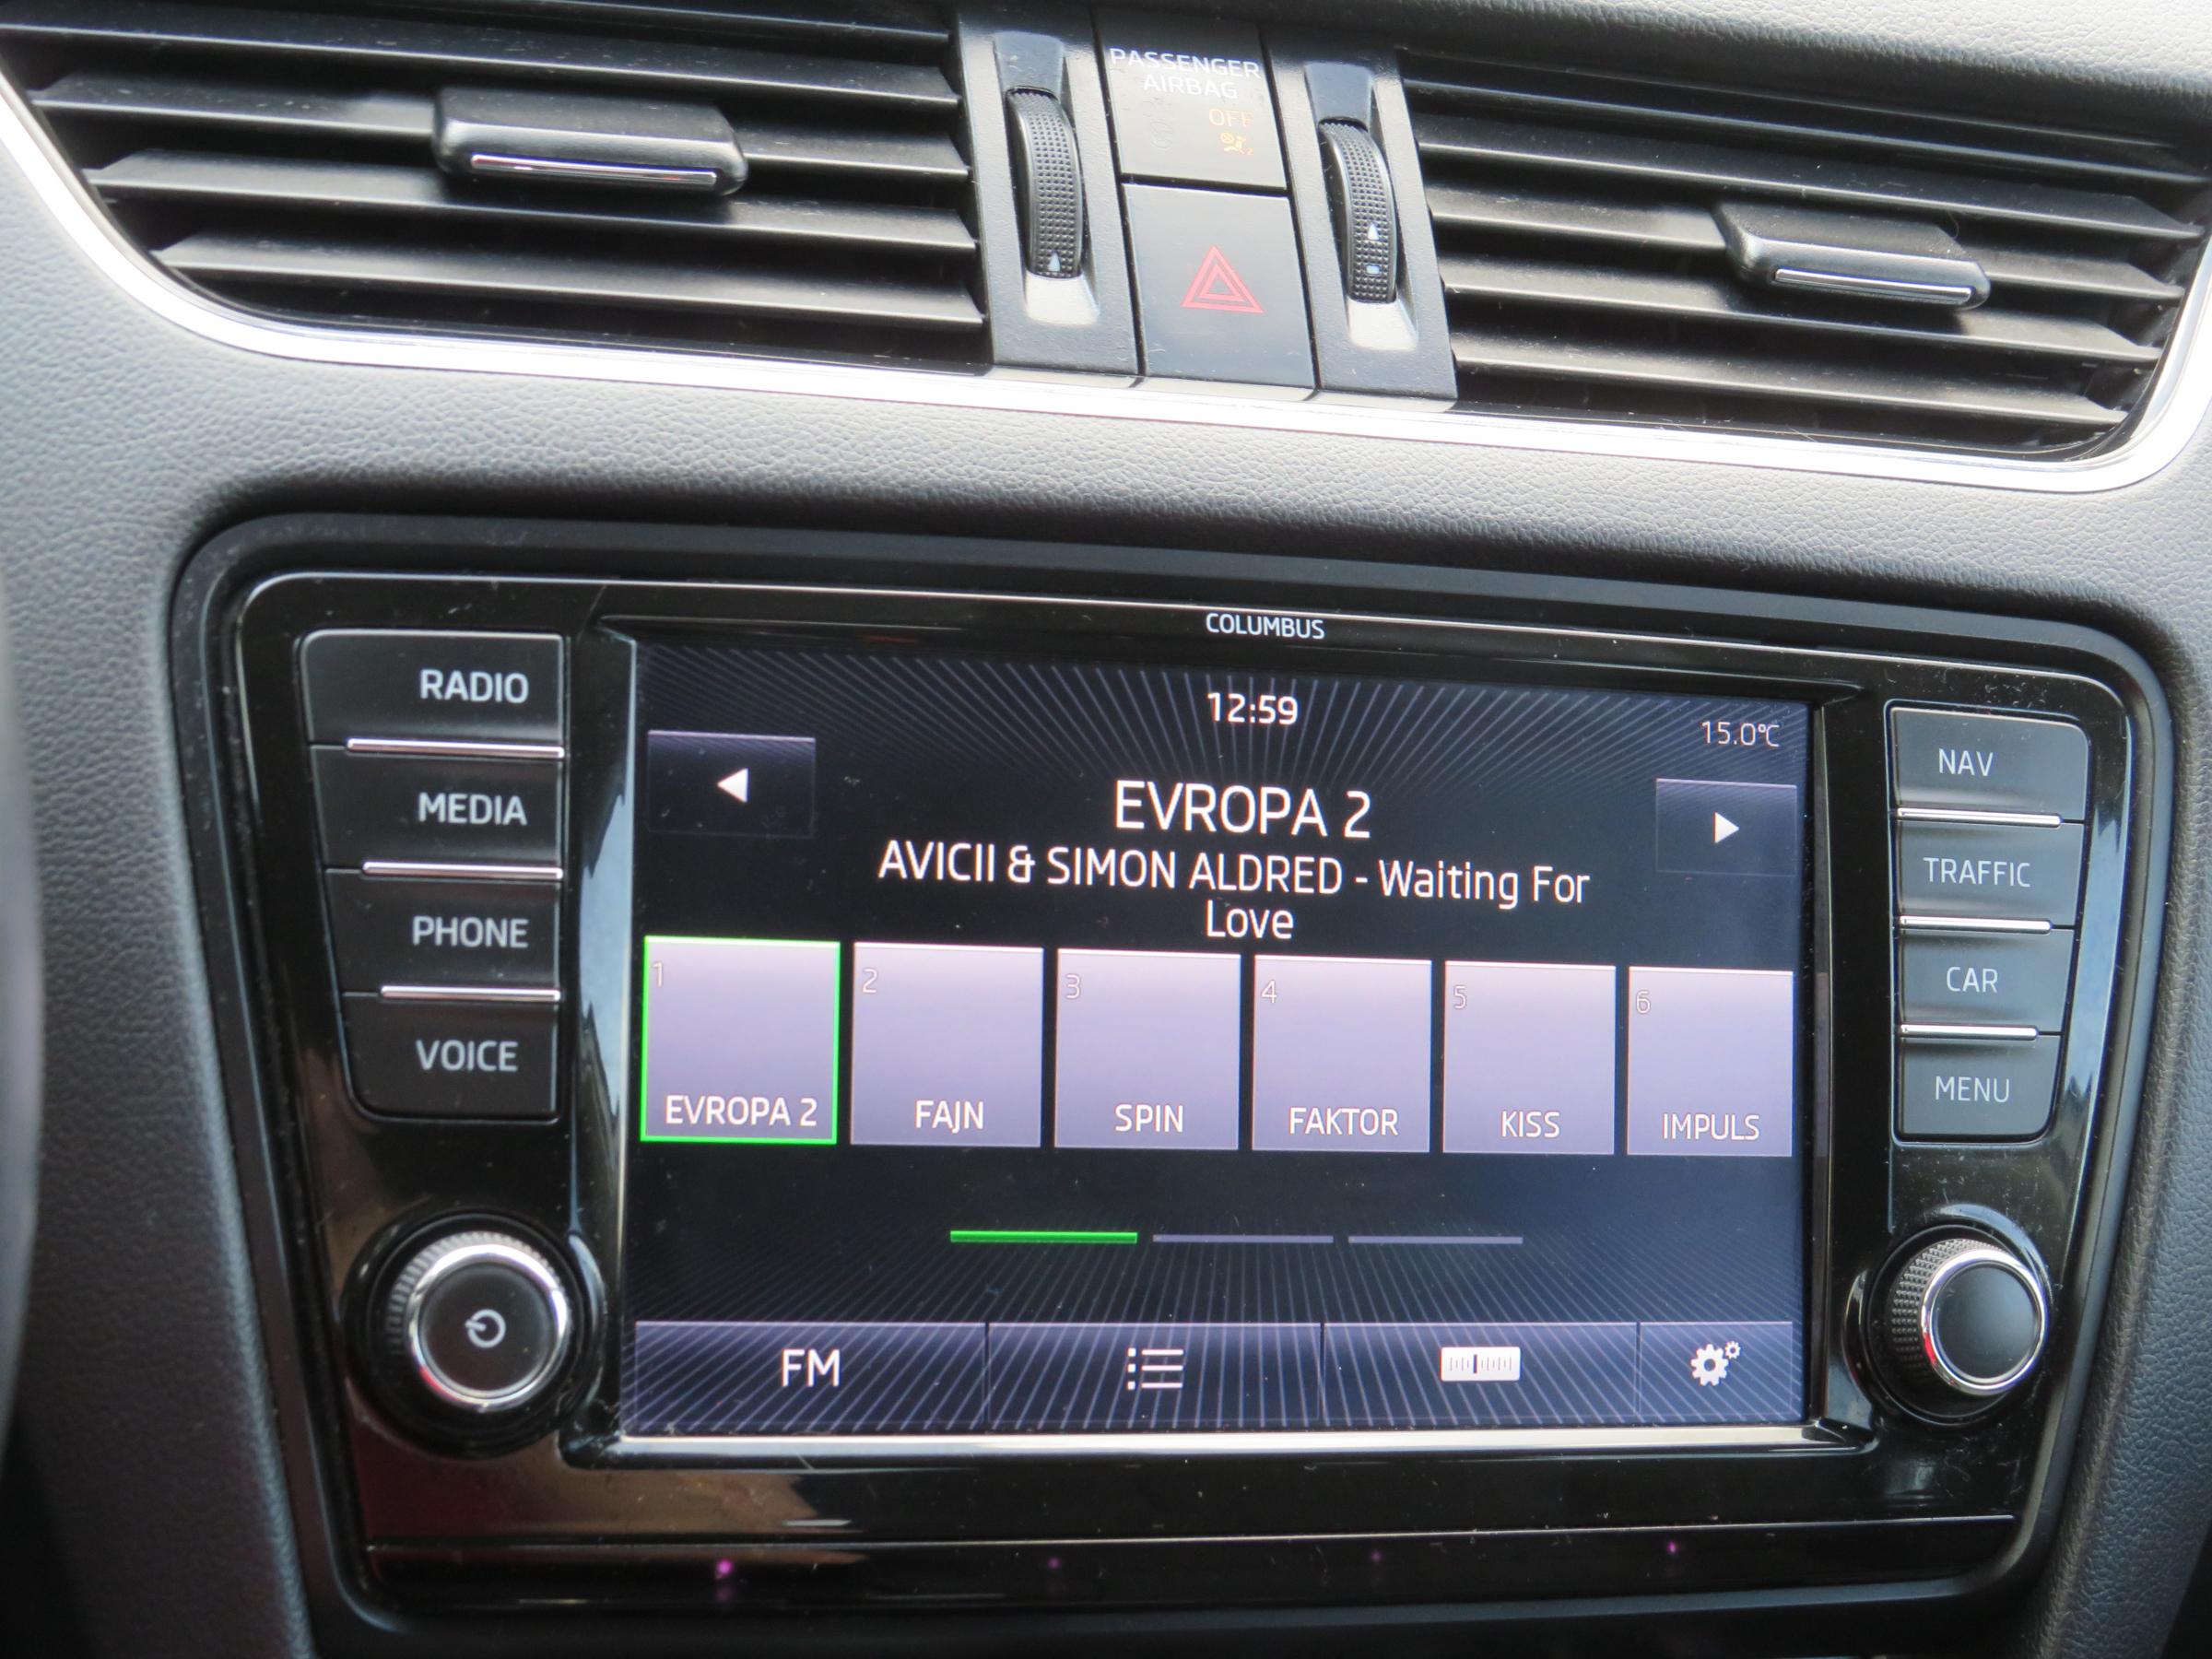 PASSENGER
AIRBAG
OFF
COLUMBUS
RADIO
MEDIA
PHONE
VOICE
12:59
15.0°C
EVROPA 2
AVICII & SIMON ALDRED - Waiting For
Love
1
EVROPA 2
2
FAJN
3
SPIN
4
FAKTOR
5
KISS
6
IMPULS
FM
NAV
TRAFFIC
CAR
MENU